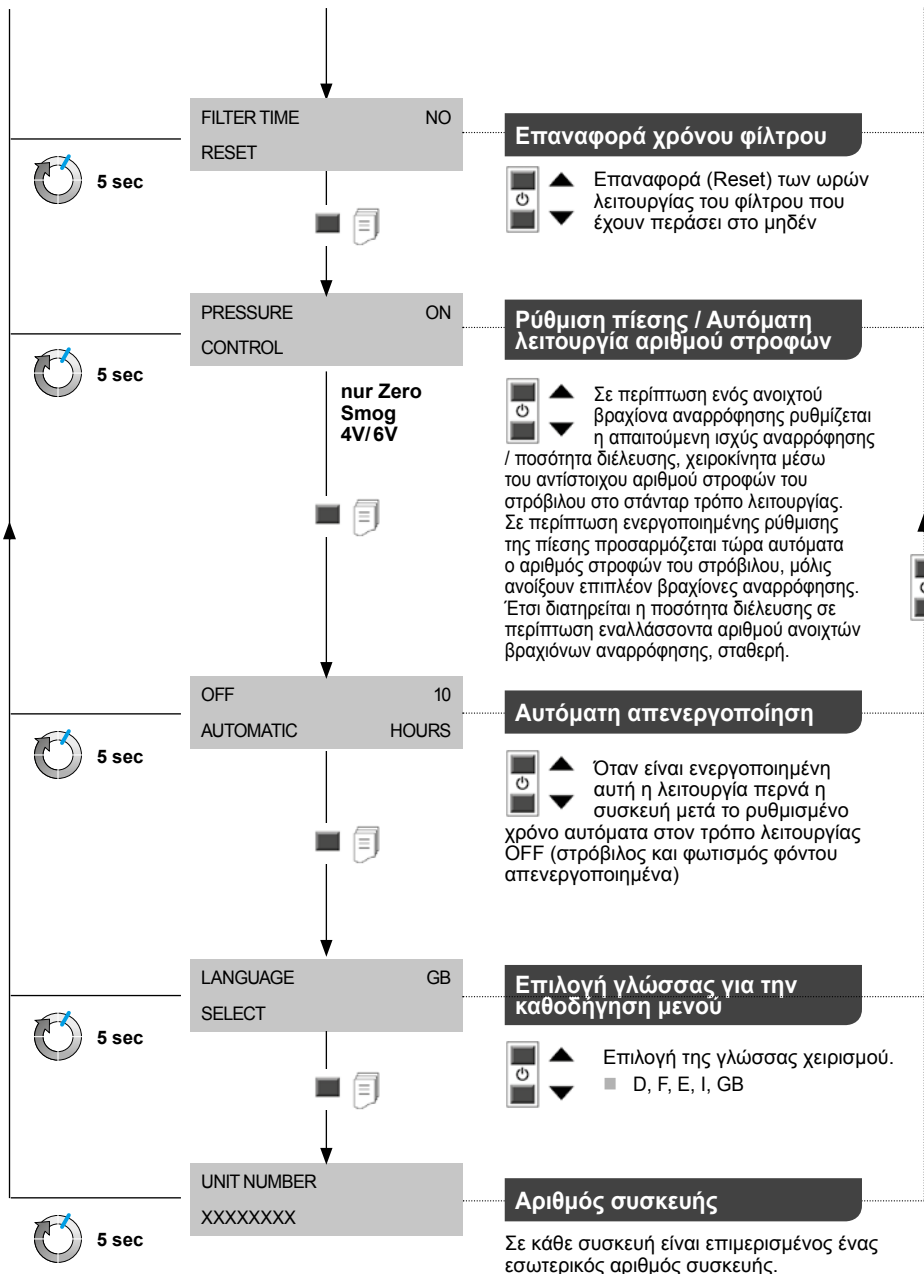 FILTER TIME NO
RESET
5 sec
Επαναφορά χρόνου φίλτρου
Επαναφορά (Reset) των ωρών
λειτουργίας του φίλτρου που
έχουν περάσει στο μηδέν
PRESSURE ON
CONTROL
5 sec
nur Zero
Smog
4V/6V
Ρύθμιση πίεσης / Αυτόματη
λειτουργία αριθμού στροφών
Σε περίπτωση ενός ανοιχτού
βραχίονα αναρρόφησης ρυθμίζεται
η απαιτούμενη ισχύς αναρρόφησης
/ ποσότητα διέλευσης, χειροκίνητα μέσω
του αντίστοιχου αριθμού στροφών του
στρόβιλου στο στάνταρ τρόπο λειτουργίας.
Σε περίπτωση ενεργοποιημένης ρύθμισης
της πίεσης προσαρμόζεται τώρα αυτόματα
ο αριθμός στροφών του στρόβιλου, μόλις
ανοίξουν επιπλέον βραχίονες αναρρόφησης.
Έτσι διατηρείται η ποσότητα διέλευσης σε
περίπτωση εναλλάσσοντα αριθμού ανοιχτών
βραχιόνων αναρρόφησης, σταθερή.
OFF 10
AUTOMATIC HOURS
5 sec
Αυτόματη απενεργοποίηση
Όταν είναι ενεργοποιημένη
αυτή η λειτουργία περνά η
συσκευή μετά το ρυθμισμένο
χρόνο αυτόματα στον τρόπο λειτουργίας
OFF (στρόβιλος και φωτισμός φόντου
απενεργοποιημένα)
LANGUAGE GB
SELECT
5 sec
Επιλογή γλώσσας για την
καθοδήγηση μενού
Επιλογή της γλώσσας χειρισμού.
D, F, E, I, GB
UNIT NUMBER
XXXXXXXX
5 sec
Αριθμός συσκευής
Σε κάθε συσκευή είναι επιμερισμένος ένας
εσωτερικός αριθμός συσκευής.